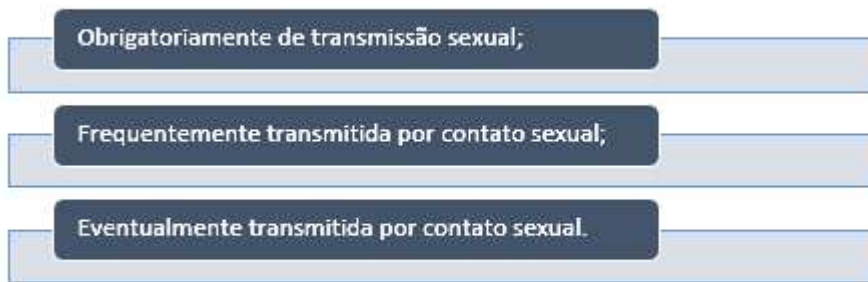 Obrigatoriamente de transmissão sexual;
Frequentemente transmitida por contato sexual;
Eventualmente transmitida por contato sexual.